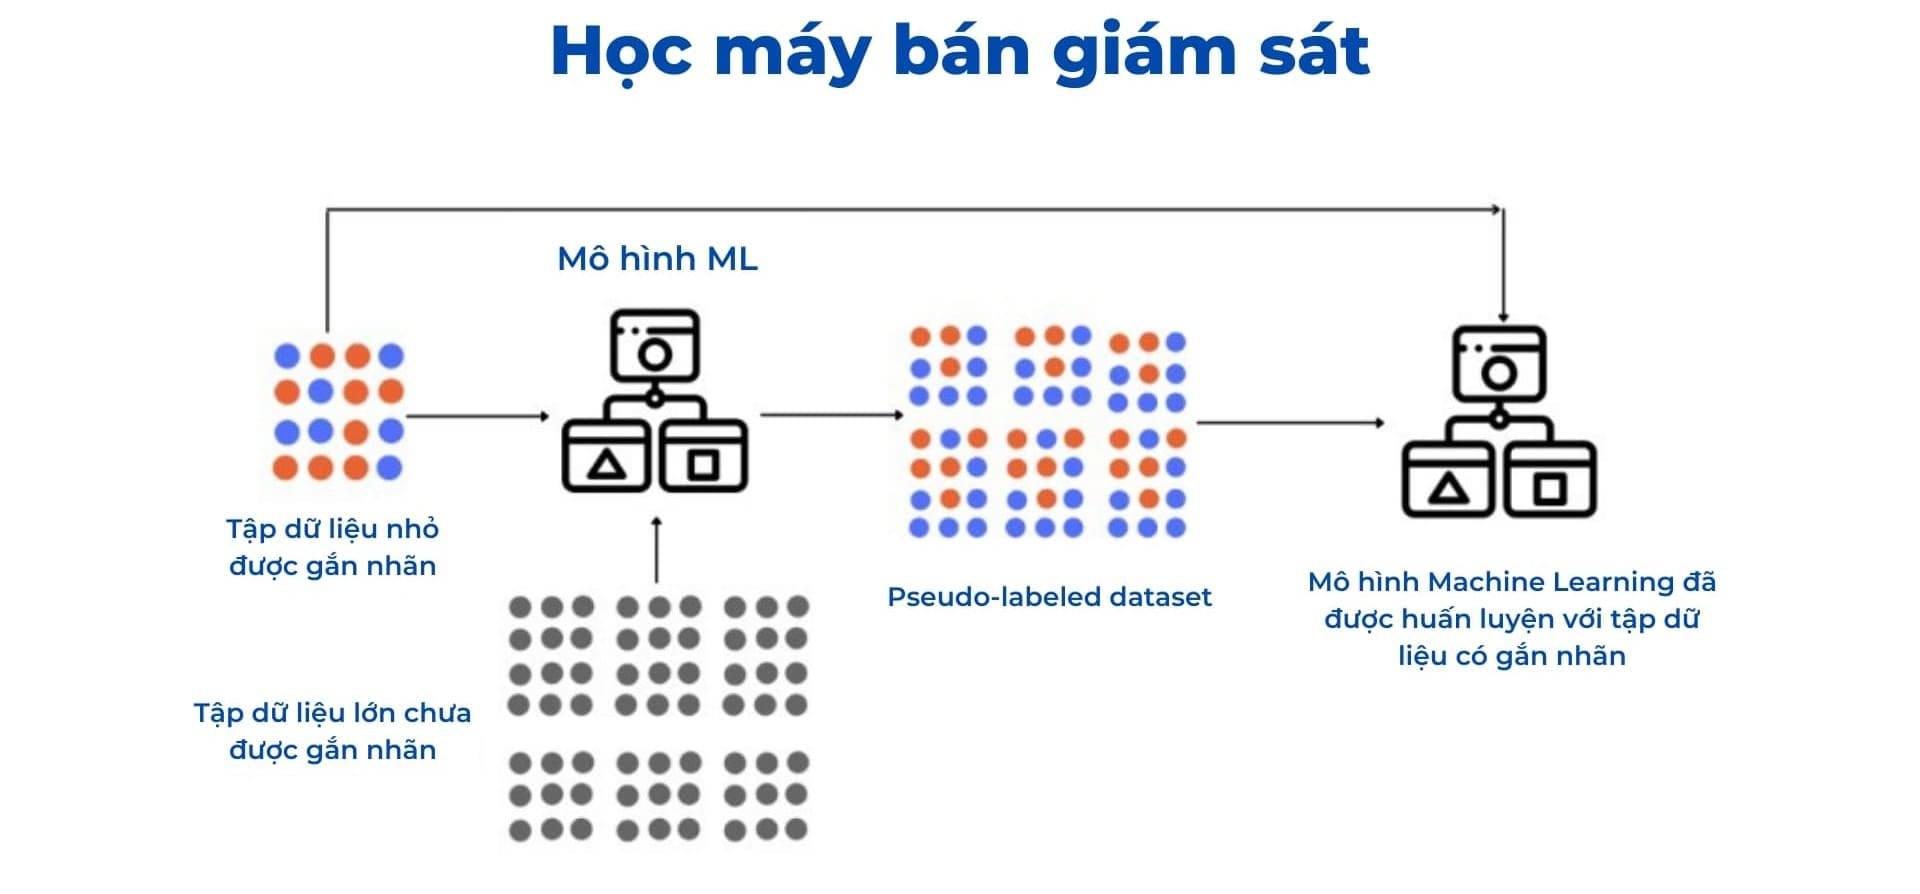 Học máy bán giám sát
Mô hình ML
Tập dữ liệu nhỏ
được gắn nhãn
Pseudo-labeled dataset
Mô hình Machine Learning đã
được huấn luyện với tập dữ
liệu có gắn nhãn
Tập dữ liệu lớn chưa
được gắn nhãn